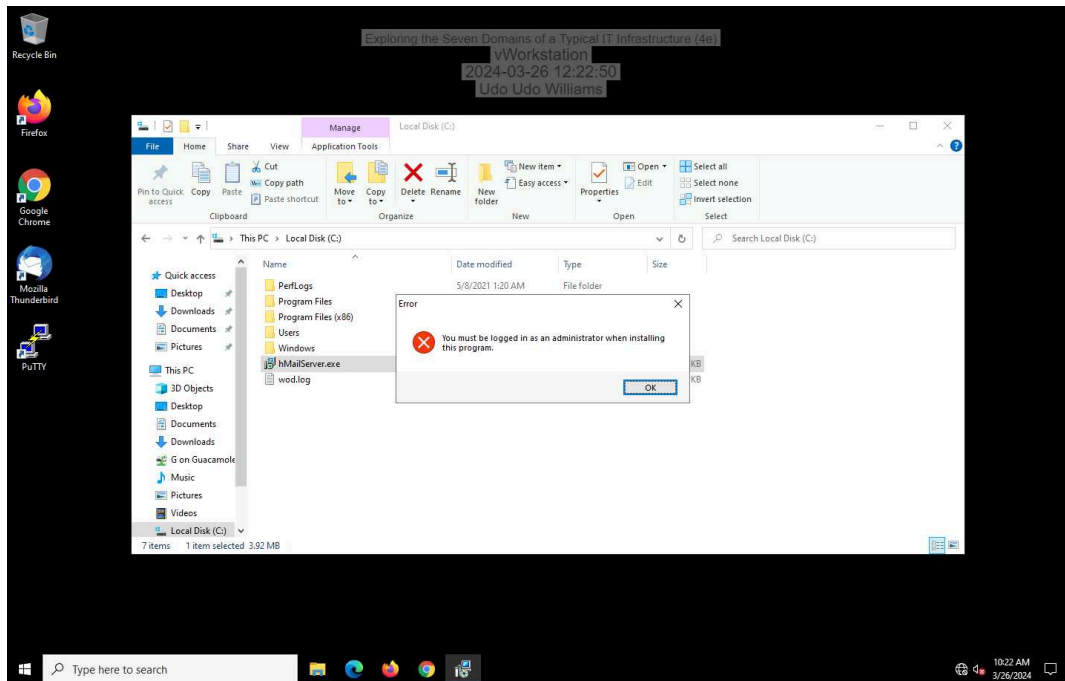 Exploring the Seven Domains of a Typical IT Infrastructure (4e)
vWorkstation
2024-03-26 12:22:50
Udo Udo Williams
Recycle Bin
Firefox
Google
Chrome
Mozilla
Thunderbird
PuTTY
Manage
Local Disk (C:)
File Home Share View Application Tools
Pin to Quick
access
Copy
Paste
Cut
Copy path
Paste shortcut
Clipboard
Move
to
Copy
to
Delete
Rename
Organize
New
folder
New item
Easy access
New
Properties
Open
Edit
Open
Select all
Select none
Invert selection
Select
This PC > Local Disk (C:)
Search Local Disk (C:)
Quick access
Desktop
Downloads
Documents
Pictures
This PC
3D Objects
Desktop
Documents
Downloads
G on Guacamole
Music
Pictures
Videos
Local Disk (C:)
Name Date modified Type Size
PerfLogs 5/8/2021 1:20 AM File folder
Program Files
Program Files (x86)
Users
Windows
hMailServer.exe KB
wod.log KB
Error
You must be logged in as an administrator when installing
this program.
OK
7 items 1 item selected 3.92 MB
Type here to search
10:22 AM
3/26/2024